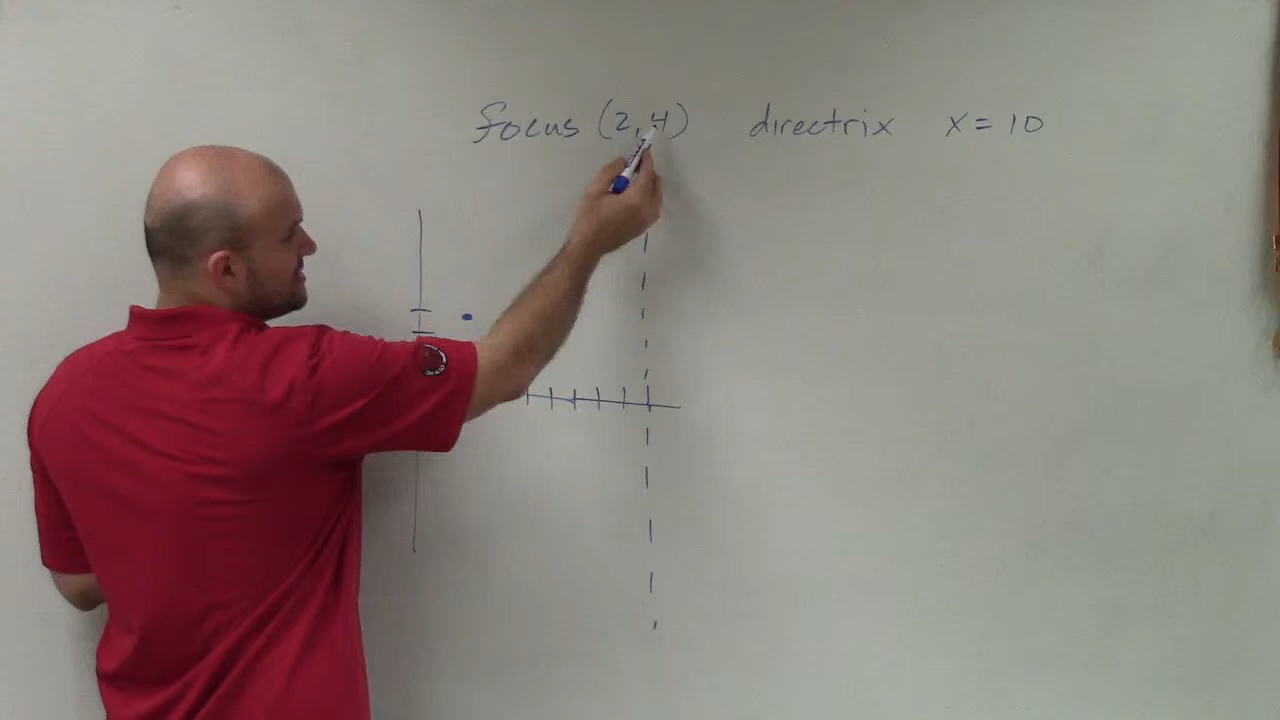 focus (2,4) directrix x = 10